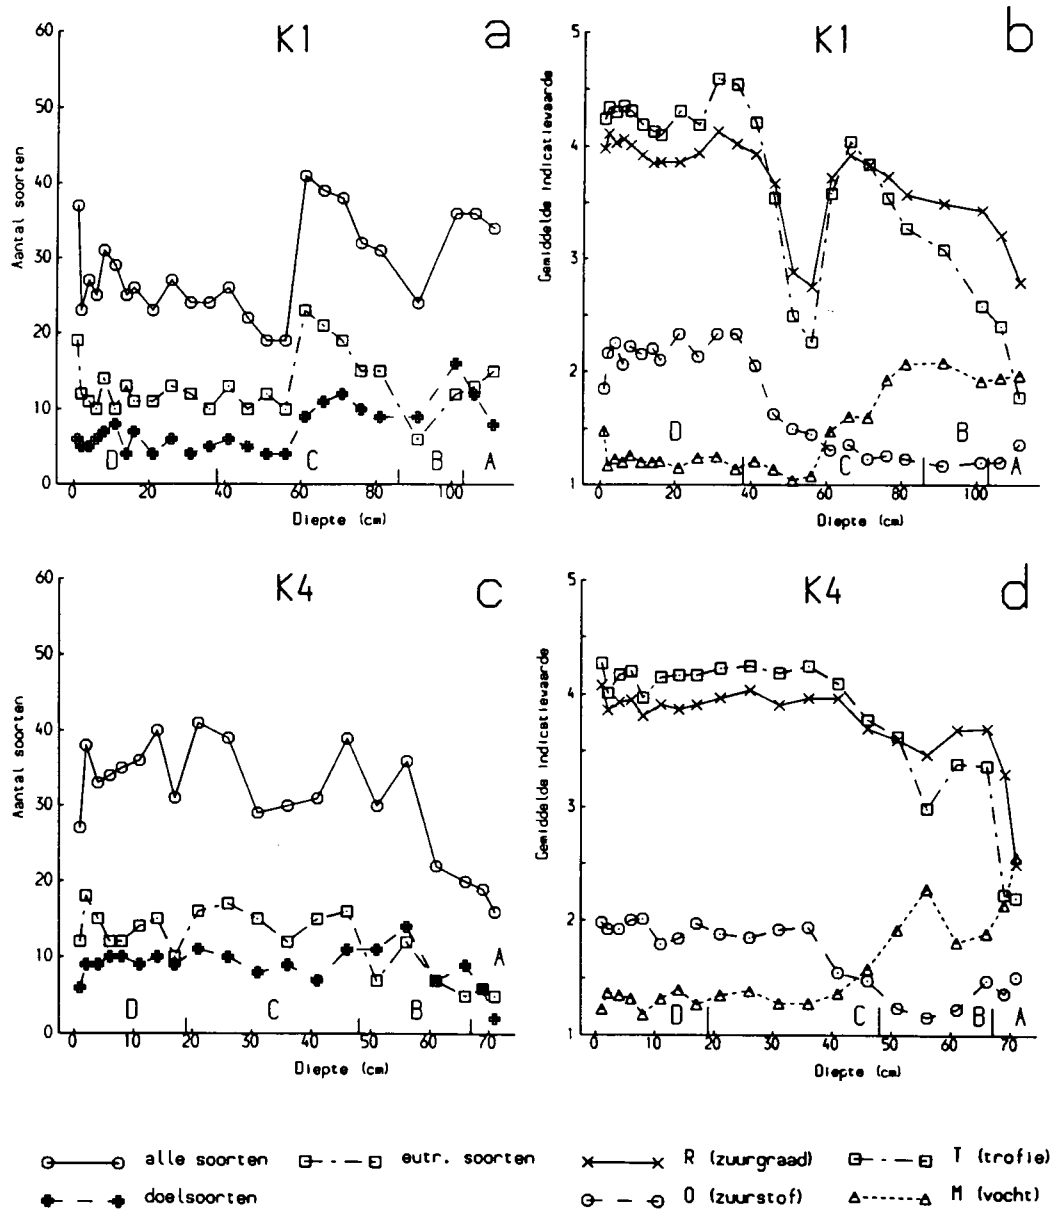 K1 a
Aantal soorten
60
50
40
30
20
10
0
D C B A
0 20 40 60 80 100
Diepte (cm)
K1 b
Gemiddelde indicatiewaarde
5
4
3
2
1
D C B A
0 20 40 60 80 100
Diepte (cm)
K4 c
Aantal soorten
60
50
40
30
20
10
0
D C B A
0 10 20 30 40 50 60 70
Diepte (cm)
K4 d
Gemiddelde indicatiewaarde
5
4
3
2
1
D C B A
0 10 20 30 40 50 60 70
Diepte (cm)
alle soorten eutr. soorten
doelsoorten
R (zuurgraad) T (trofie)
O (zuurstof) M (vocht)